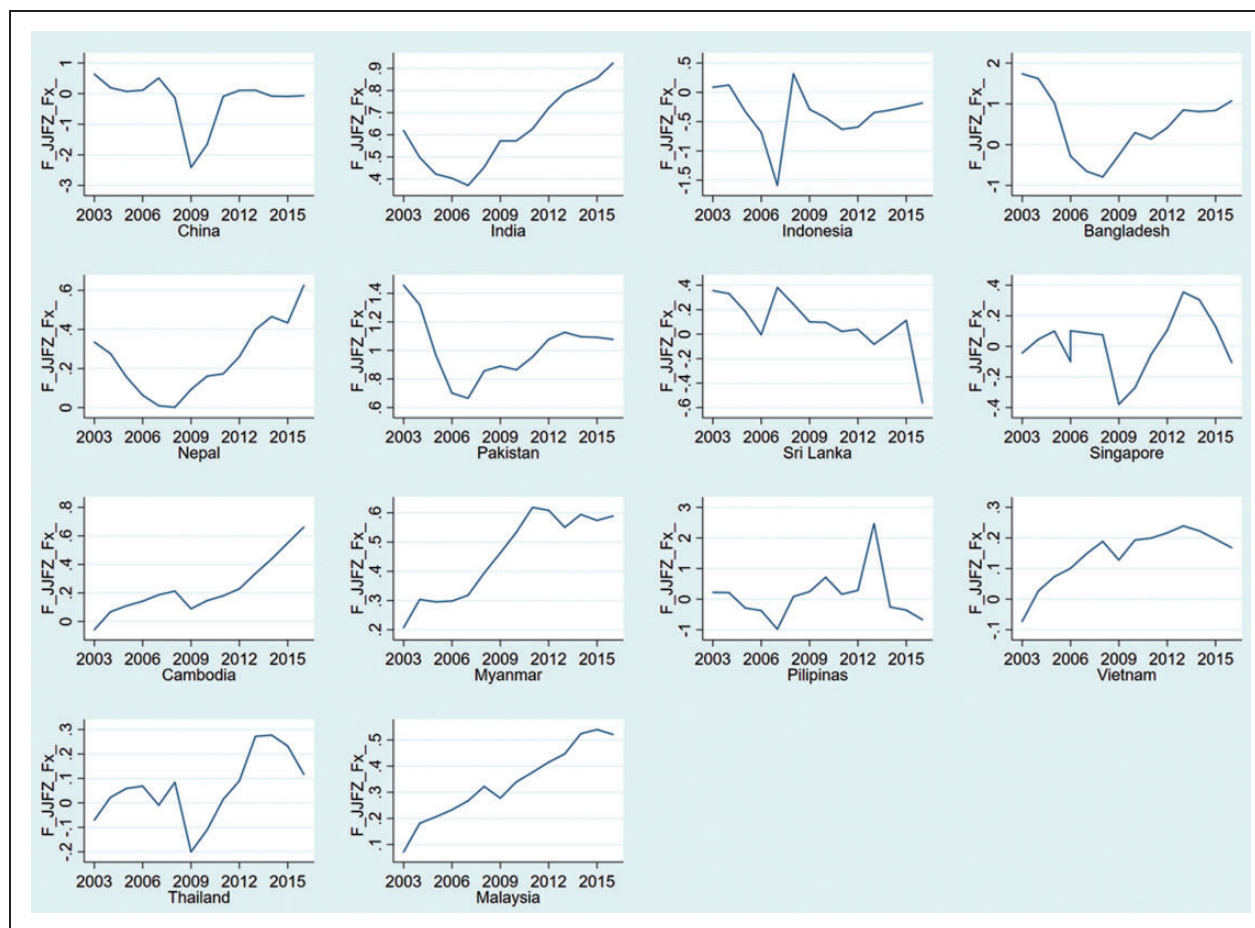 F_JJFZ_Fx_
1
0
-1
-2
-3
2003 2006 2009 2012 2015
China
F_JJFZ_Fx_
.9
.8
.7
.6
.5
.4
2003 2006 2009 2012 2015
India
F_JJFZ_Fx_
.5
0
-.5
-1
-1.5
2003 2006 2009 2012 2015
Indonesia
F_JJFZ_Fx_
2
1
0
-1
2003 2006 2009 2012 2015
Bangladesh
F_JJFZ_Fx_
.6
.4
.2
0
2003 2006 2009 2012 2015
Nepal
F_JJFZ_Fx_
1.4
1.2
1
.8
.6
2003 2006 2009 2012 2015
Pakistan
F_JJFZ_Fx_
.4
.2
0
-.2
-.4
-.6
2003 2006 2009 2012 2015
Sri Lanka
F_JJFZ_Fx_
.4
.2
0
-.2
-.4
2003 2006 2009 2012 2015
Singapore
F_JJFZ_Fx_
.8
.6
.4
.2
0
2003 2006 2009 2012 2015
Cambodia
F_JJFZ_Fx_
.6
.5
.4
.3
.2
2003 2006 2009 2012 2015
Myanmar
F_JJFZ_Fx_
3
2
1
0
-1
2003 2006 2009 2012 2015
Pilipinas
F_JJFZ_Fx_
.3
.2
.1
0
-.1
2003 2006 2009 2012 2015
Vietnam
F_JJFZ_Fx_
.3
.2
.1
0
-.1
-.2
2003 2006 2009 2012 2015
Thailand
F_JJFZ_Fx_
.5
.4
.3
.2
.1
2003 2006 2009 2012 2015
Malaysia